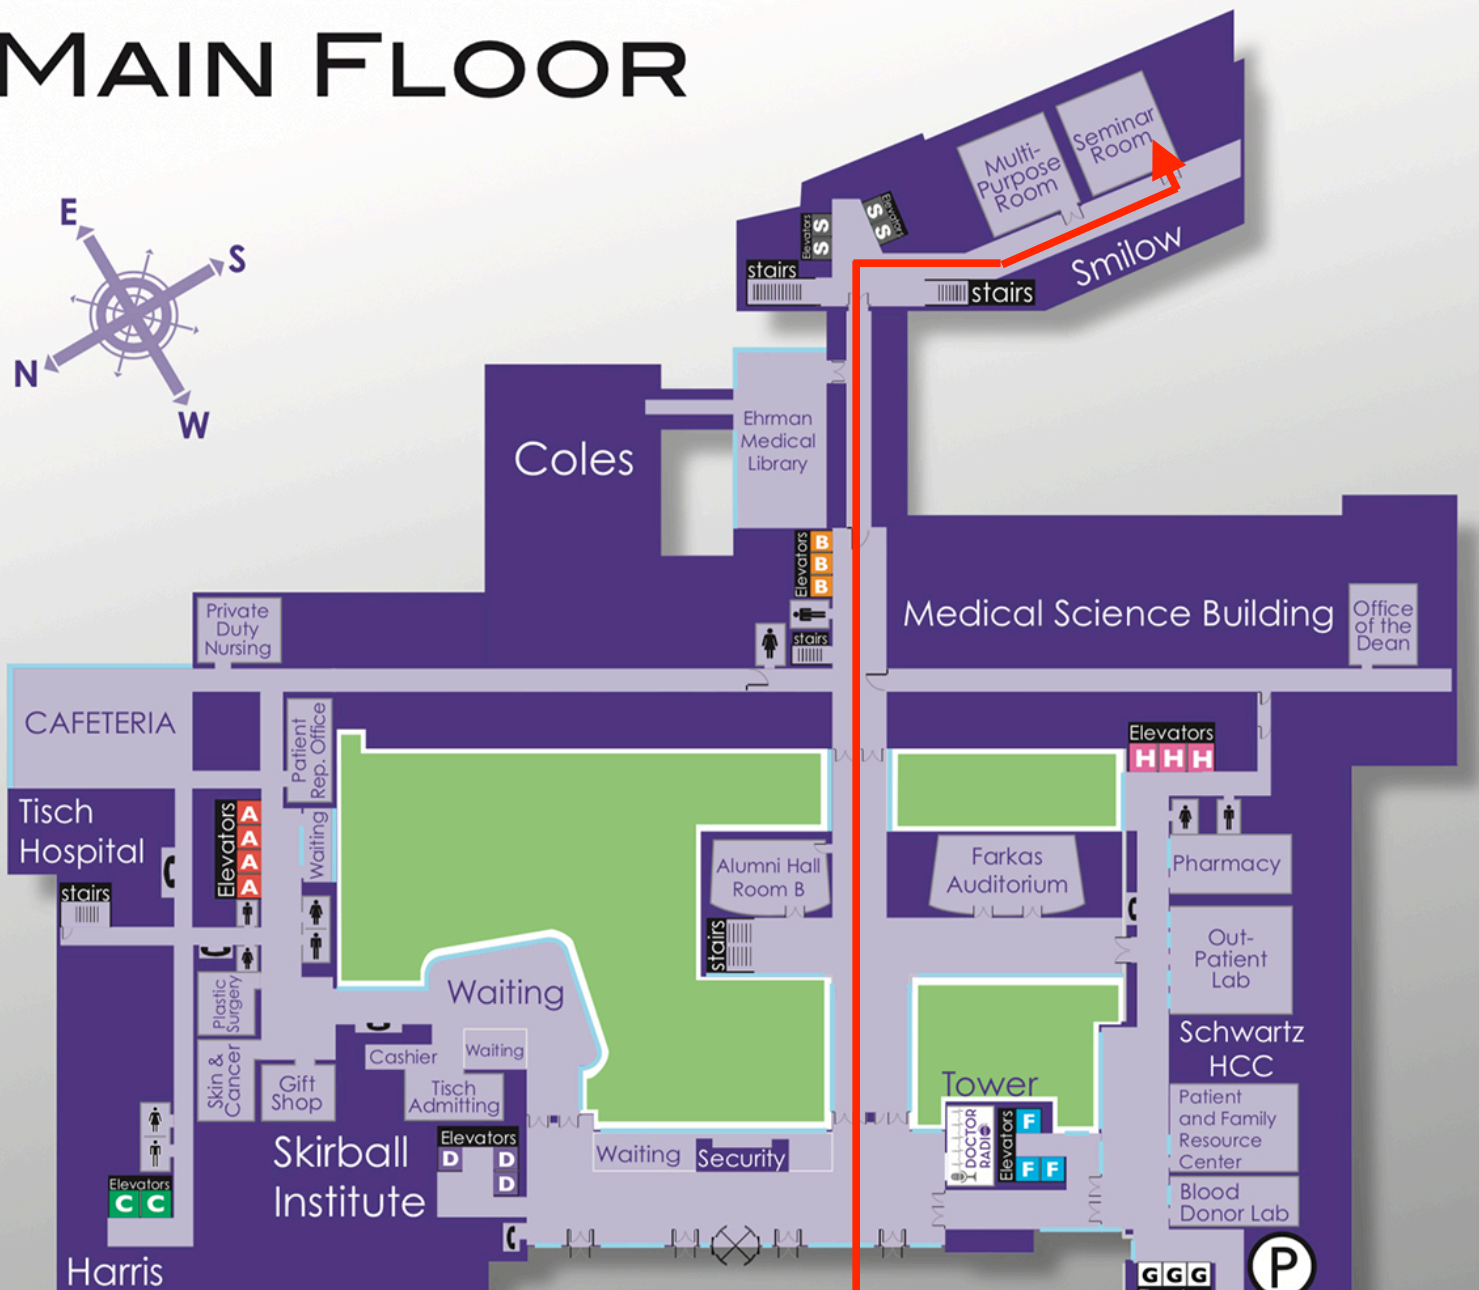 MAIN FLOOR
E
S
N
W
Multi-
Purpose
Room
Seminar
Room
Elevators
S
S
Elevators
S
S
stairs
stairs
Smilow
Ehrman
Medical
Library
Coles
Elevators
B
B
B
stairs
Medical Science Building
Office
of the
Dean
Private
Duty
Nursing
CAFETERIA
Patient
Rep. Office
Waiting
Tisch
Hospital
stairs
Elevators
A
A
A
A
Elevators
H H H
Alumni Hall
Room B
Farkas
Auditorium
stairs
Pharmacy
Out-
Patient
Lab
Schwartz
HCC
Plastic
Surgery
Skin &
Cancer
Gift
Shop
Waiting
Cashier
Waiting
Tisch
Admitting
Skirball
Institute
Elevators
D D
D
Waiting
Security
Tower
DOCTOR
RADIO
Elevators
F
F F
Patient
and Family
Resource
Center
Blood
Donor Lab
Elevators
C C
Harris
G G G
P